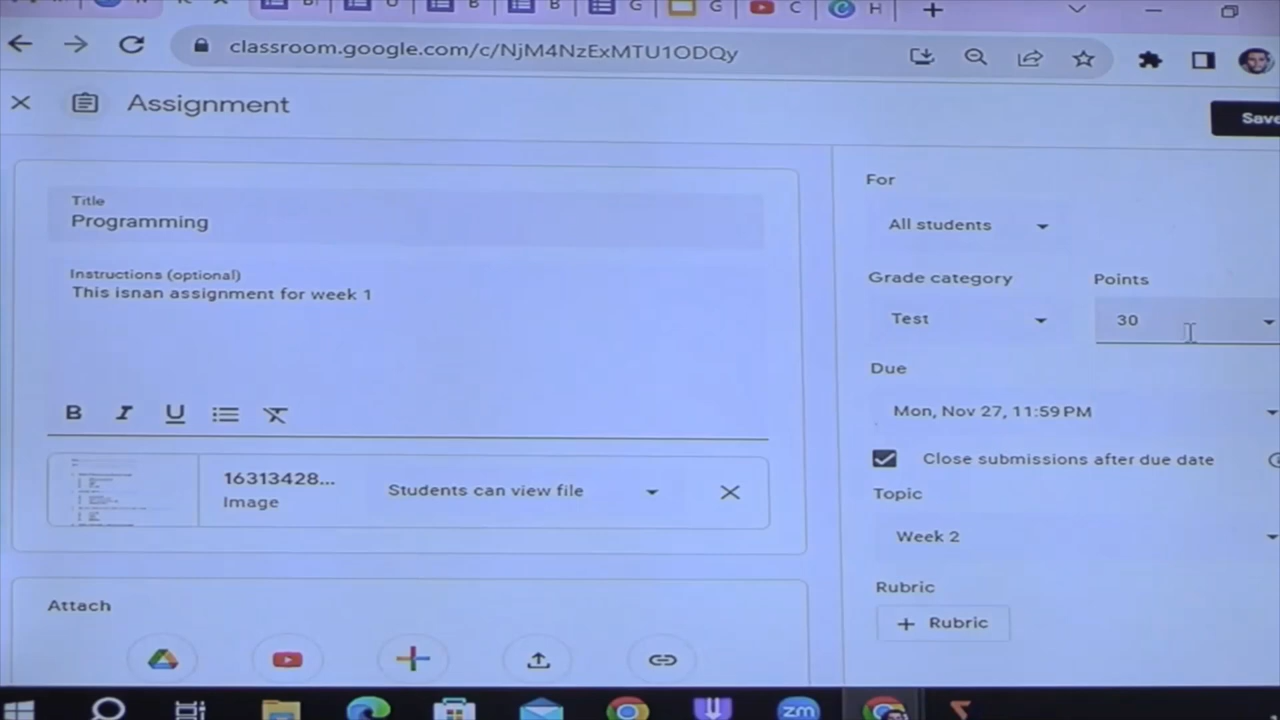 classroom.google.com/c/NjM4NzExMTU1ODQy
Assignment
Save
Title
Programming
Instructions (optional)
This isnan assignment for week 1
B I U
16313428...
Image
Students can view file
Attach
For
All students
Grade category
Points
Test
30
Due
Mon, Nov 27, 11:59 PM
Close submissions after due date
Topic
Week 2
Rubric
+ Rubric
zm